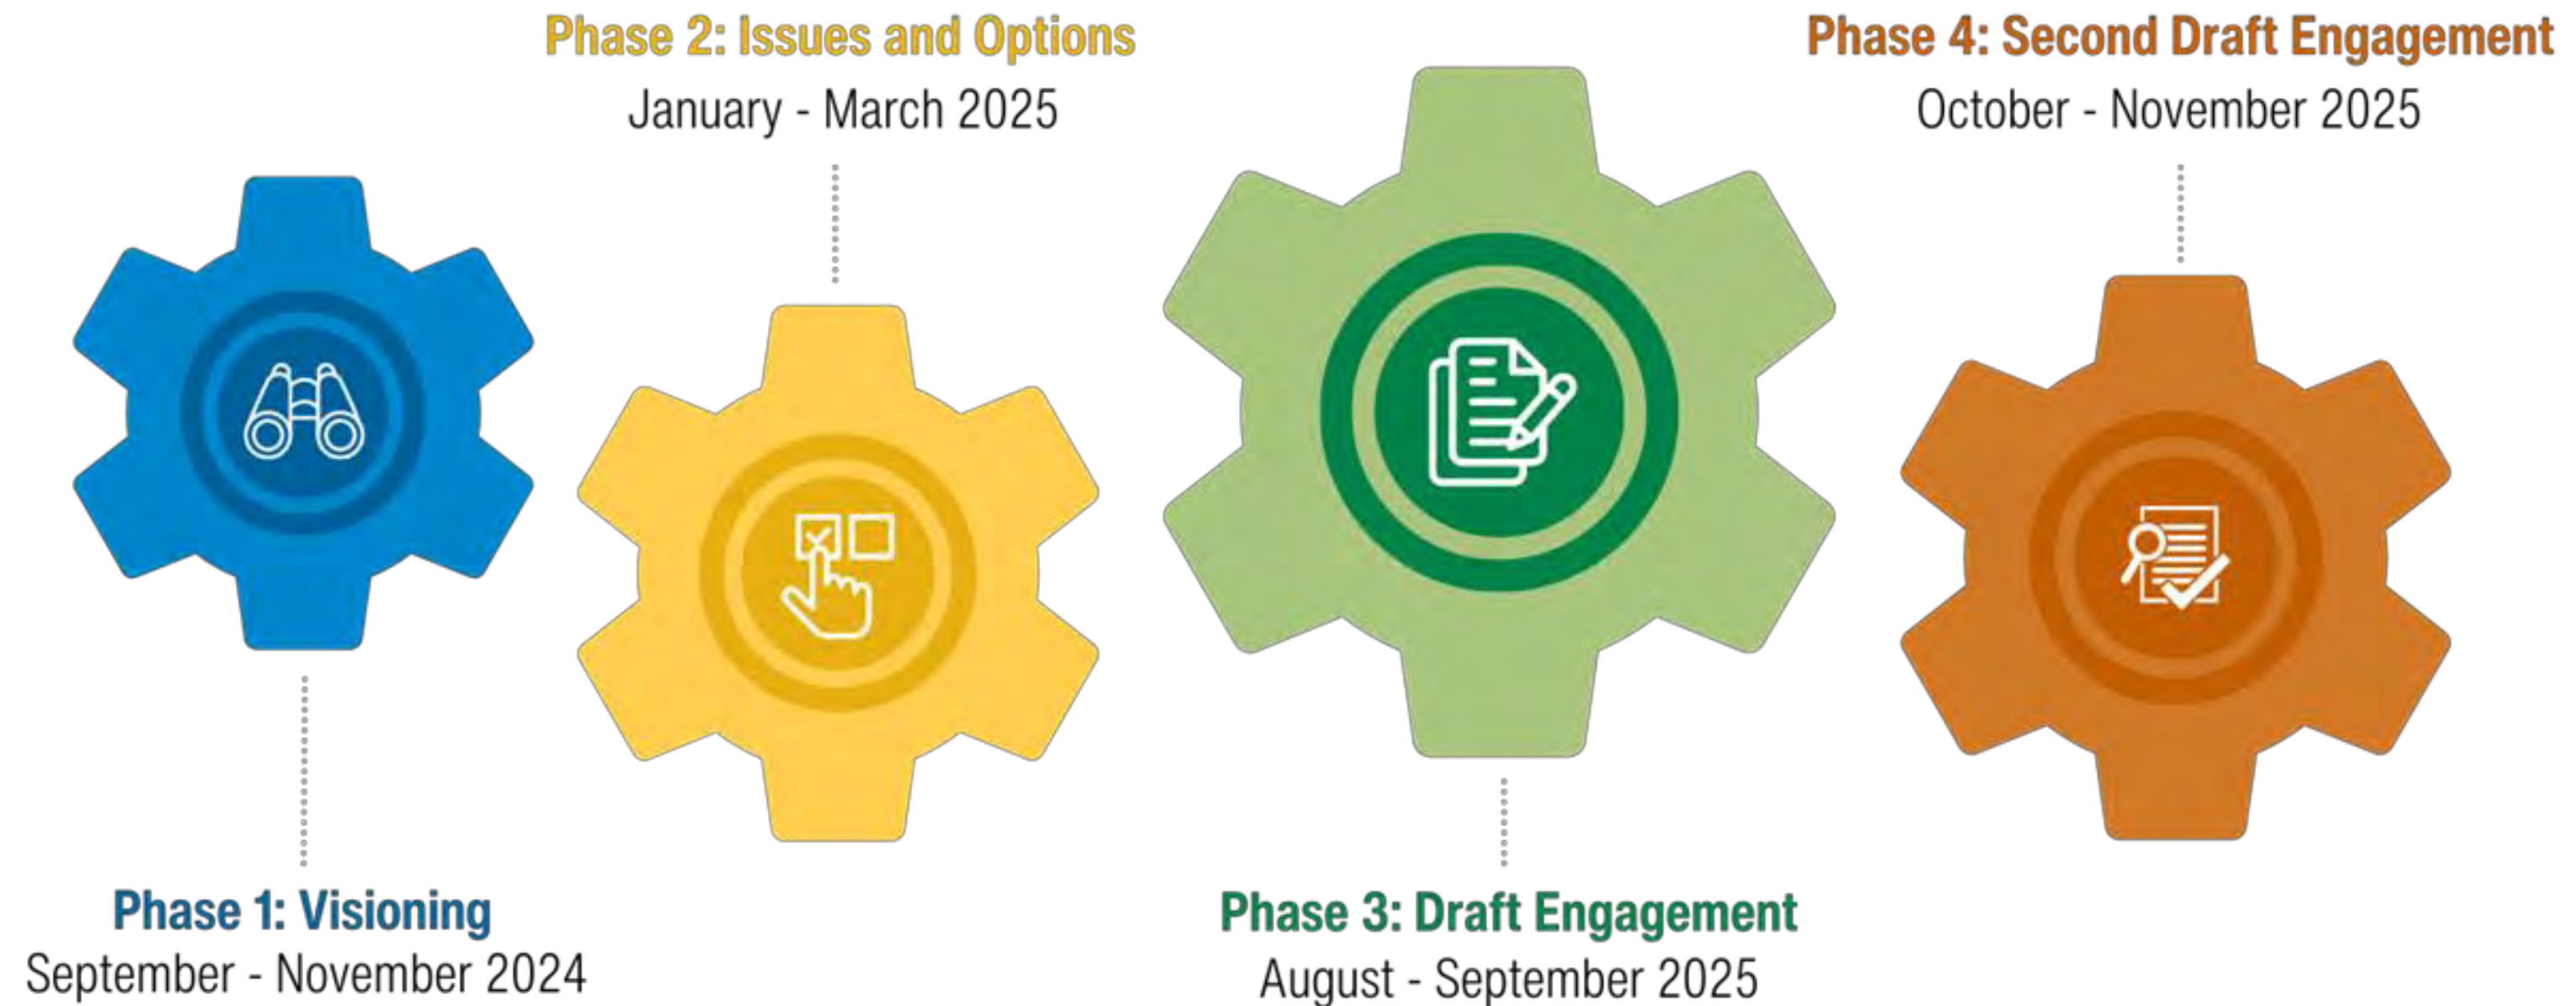 Phase 1: Visioning
September - November 2024
Phase 2: Issues and Options
January - March 2025
Phase 3: Draft Engagement
August - September 2025
Phase 4: Second Draft Engagement
October - November 2025